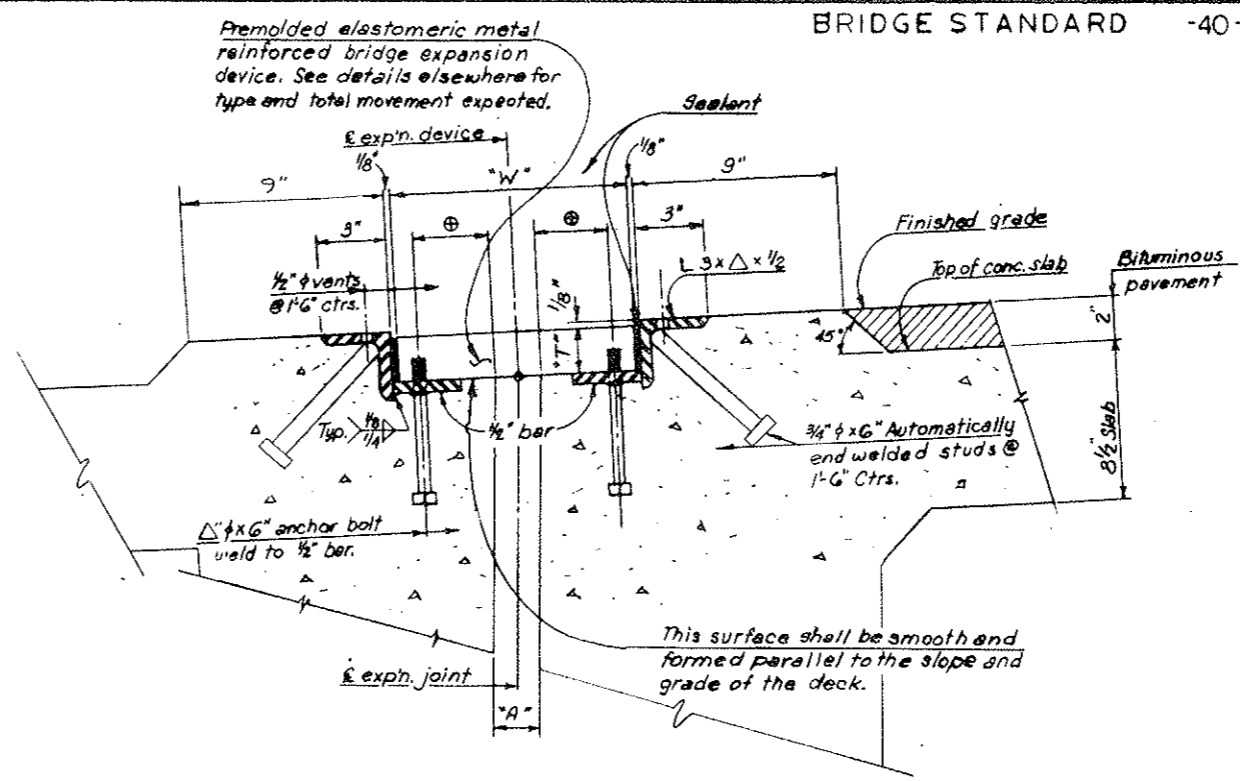 BRIDGE STANDARD -40-
Premolded elastomeric metal
reinforced bridge expansion
device. See details elsewhere for
type and total movement expected.
Sealant
℄ exp'n. device
1/8"
1/8"
9"
"W"
9"
3"
⊕
⊕
3"
Finished grade
L 3 x △ x 1/2
Top of conc. slab
Bituminous
pavement
1/2" ϕ vents
@ 1'-6" ctrs.
1/8"
"T"
2"
45°
Typ.
1/8
1/4
1/2" bar
3/4" ϕ x 6" Automatically
end welded studs @
1'-6" Ctrs.
8 1/2" Slab
△" ϕ x 6" anchor bolt
weld to 1/2" bar.
This surface shall be smooth and
formed parallel to the slope and
grade of the deck.
℄ exp'n. joint
"A"